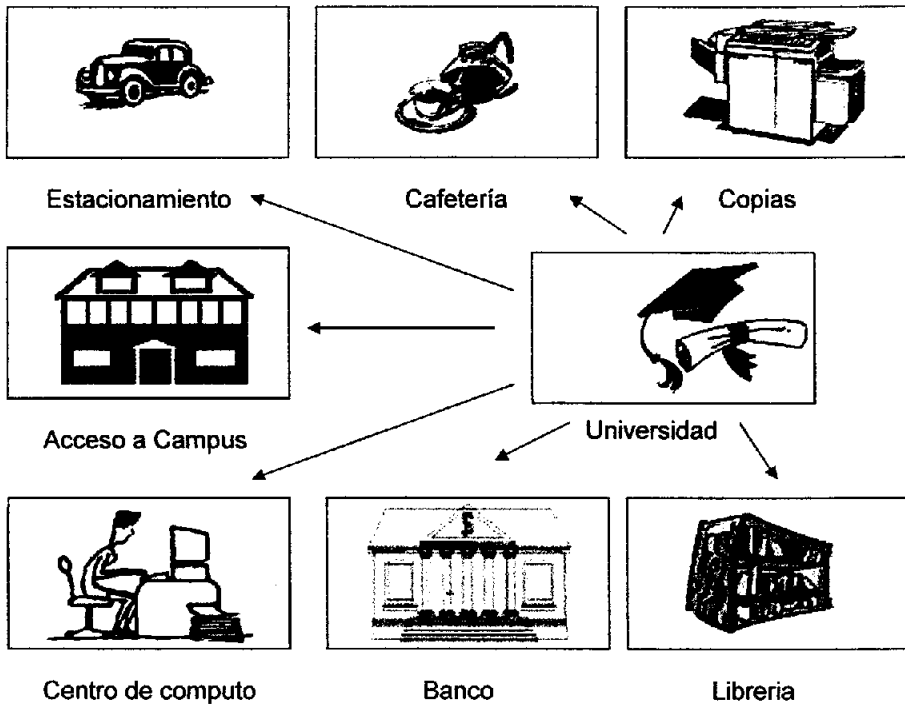 Estacionamiento
Cafetería
Copias
Acceso a Campus
Universidad
Centro de computo
Banco
Libreria